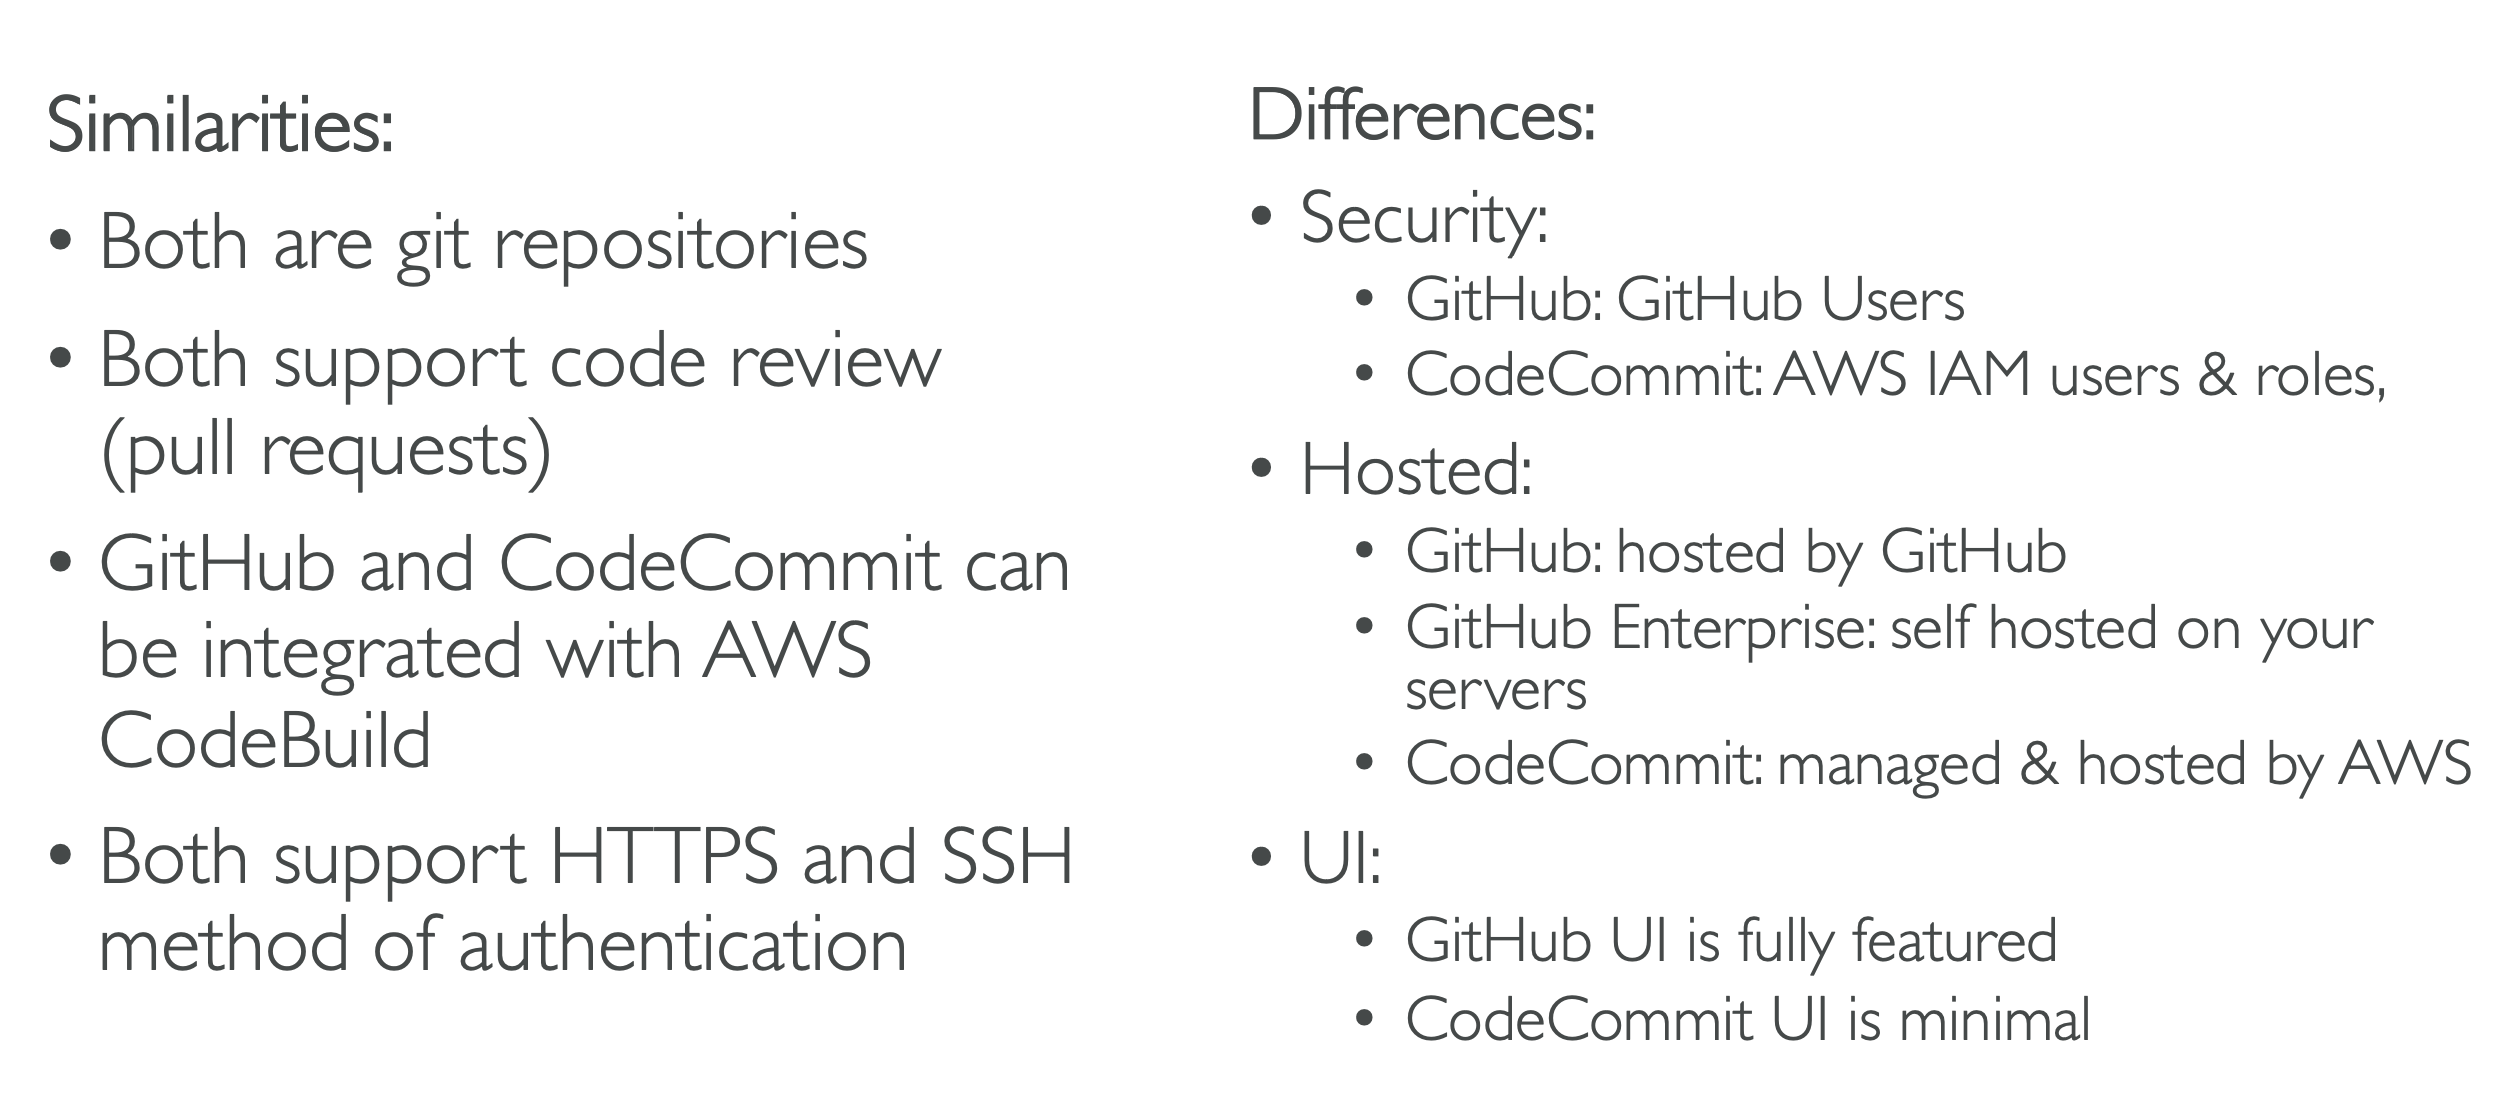 Similarities:
• Both are git repositories
• Both support code review
(pull requests)
• GitHub and CodeCommit can
be integrated with AWS
CodeBuild
• Both support HTTPS and SSH
method of authentication
Differences:
• Security:
• GitHub: GitHub Users
• CodeCommit: AWS IAM users & roles,
• Hosted:
• GitHub: hosted by GitHub
• GitHub Enterprise: self hosted on your
servers
• CodeCommit: managed & hosted by AWS
• UI:
• GitHub UI is fully featured
• CodeCommit UI is minimal